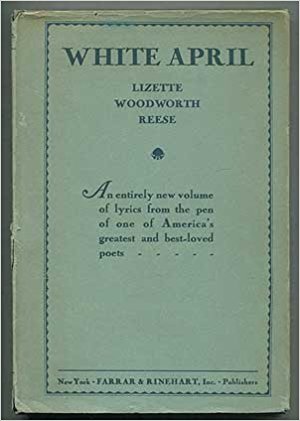 WHITE APRIL
LIZETTE
WOODWORTH
REESE
An entirely new volume
of lyrics from the pen
of one of America's
greatest and best-loved
poets - - - - -
New York · FARRAR & RINEHART, Inc. · Publishers